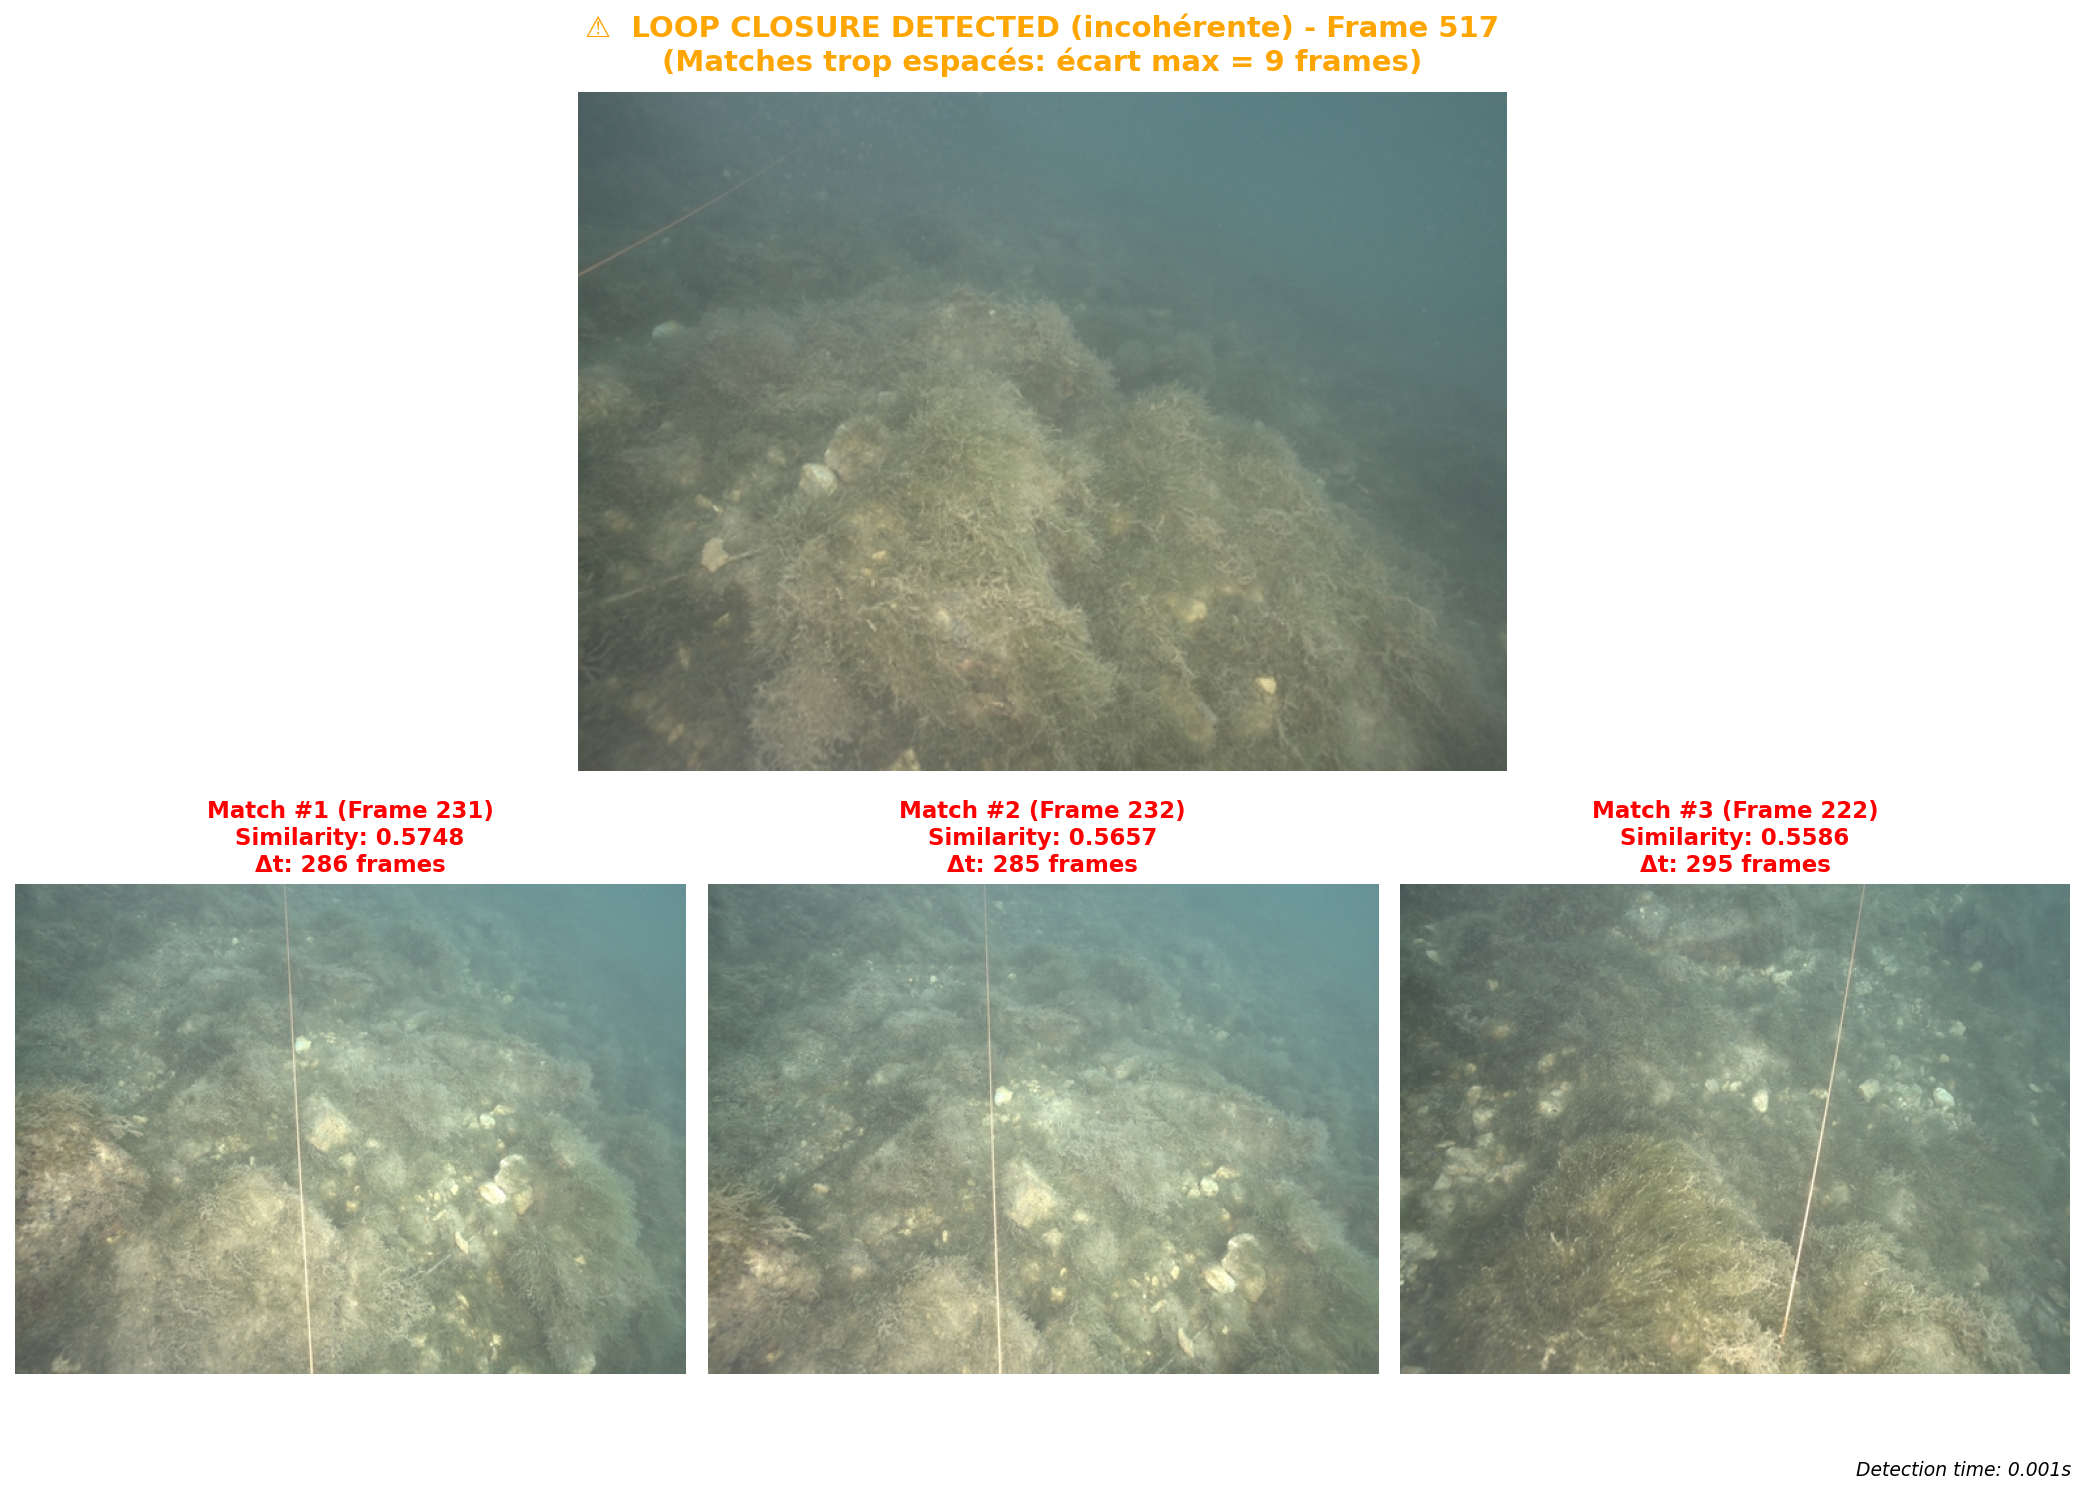 ⚠ LOOP CLOSURE DETECTED (incohérente) - Frame 517
(Matches trop espacés: écart max = 9 frames)
Match #1 (Frame 231)
Similarity: 0.5748
Δt: 286 frames
Match #2 (Frame 232)
Similarity: 0.5657
Δt: 285 frames
Match #3 (Frame 222)
Similarity: 0.5586
Δt: 295 frames
Detection time: 0.001s